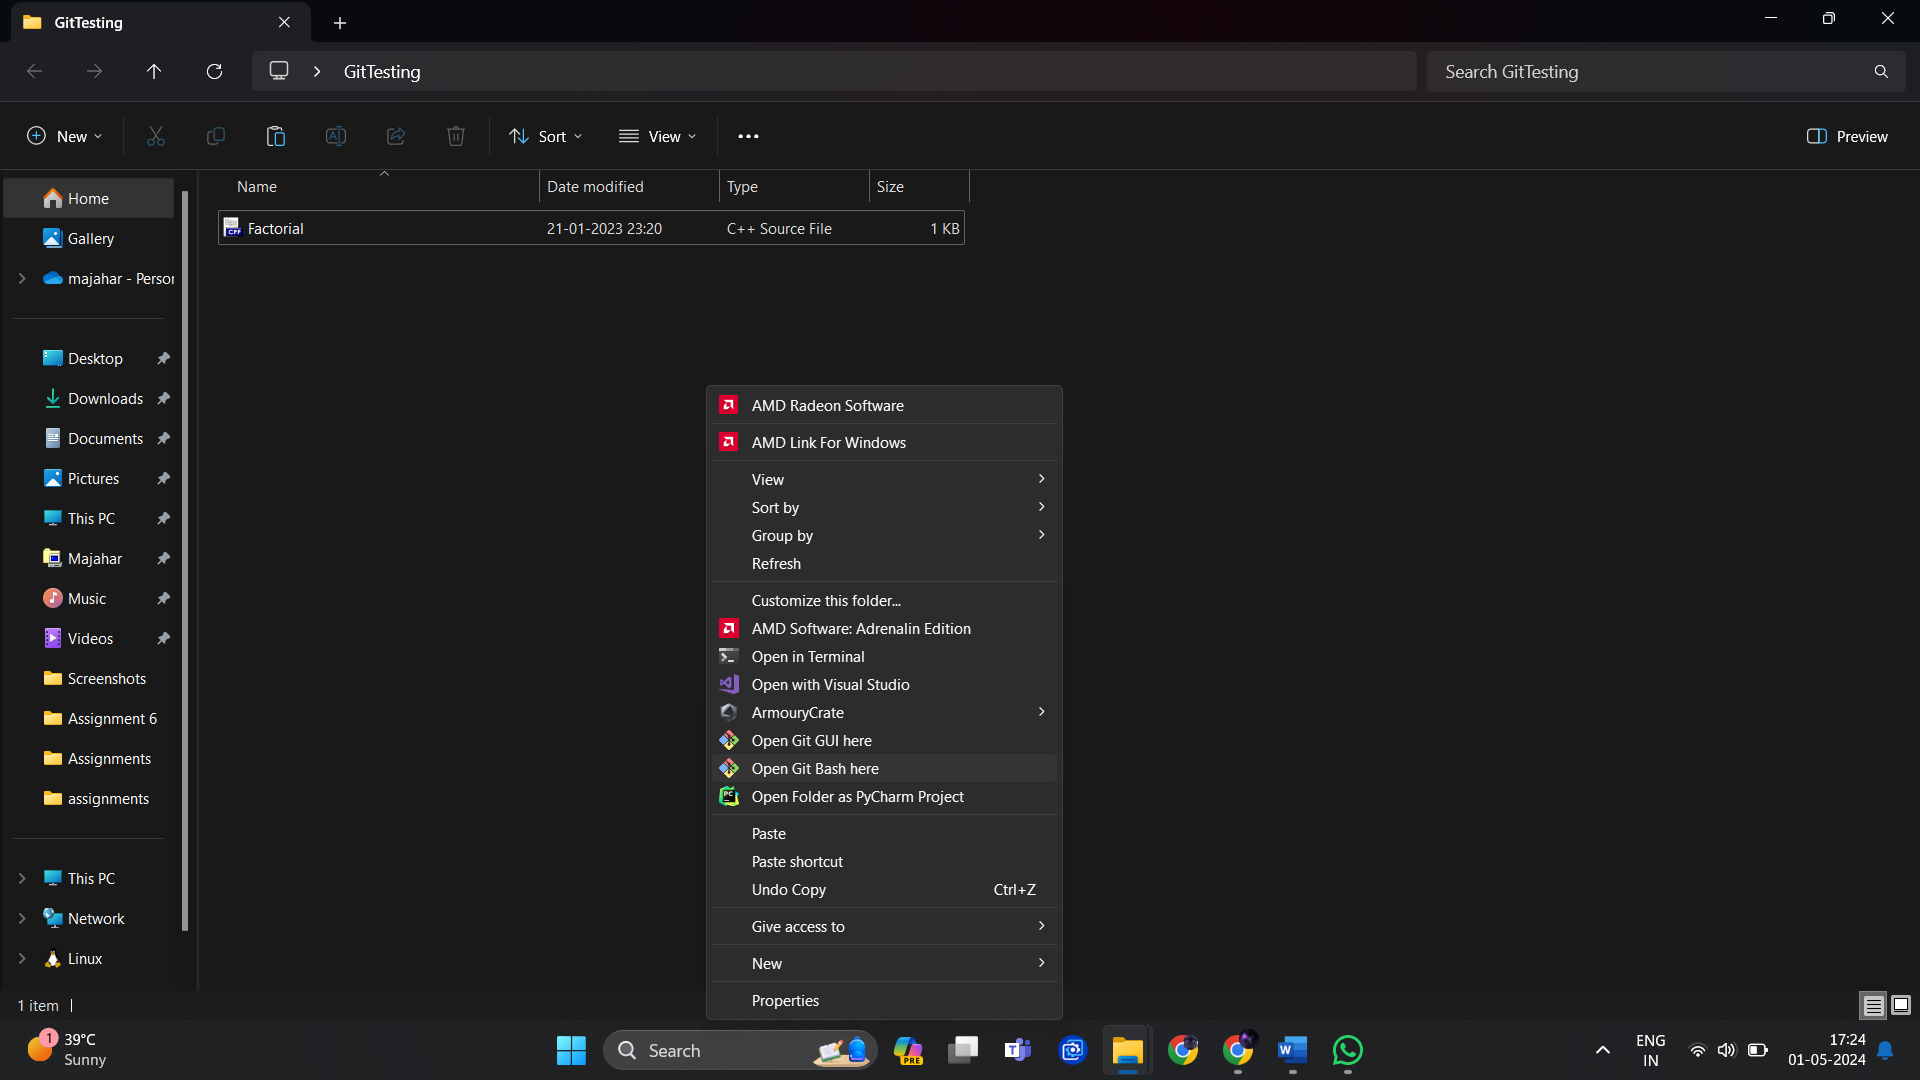 GitTesting
GitTesting
Search GitTesting
New
Sort
View
Preview
Name Date modified Type Size
Factorial 21-01-2023 23:20 C++ Source File 1 KB
Home
Gallery
majahar - Person
Desktop
Downloads
Documents
Pictures
This PC
Majahar
Music
Videos
Screenshots
Assignment 6
Assignments
assignments
This PC
Network
Linux
AMD Radeon Software
AMD Link For Windows
View
Sort by
Group by
Refresh
Customize this folder...
AMD Software: Adrenalin Edition
Open in Terminal
Open with Visual Studio
ArmouryCrate
Open Git GUI here
Open Git Bash here
PC Open Folder as PyCharm Project
Paste
Paste shortcut
Undo Copy Ctrl+Z
Give access to
New
Properties
1 item
1 39°C
Sunny
Search
PRE
ENG
IN
17:24
01-05-2024